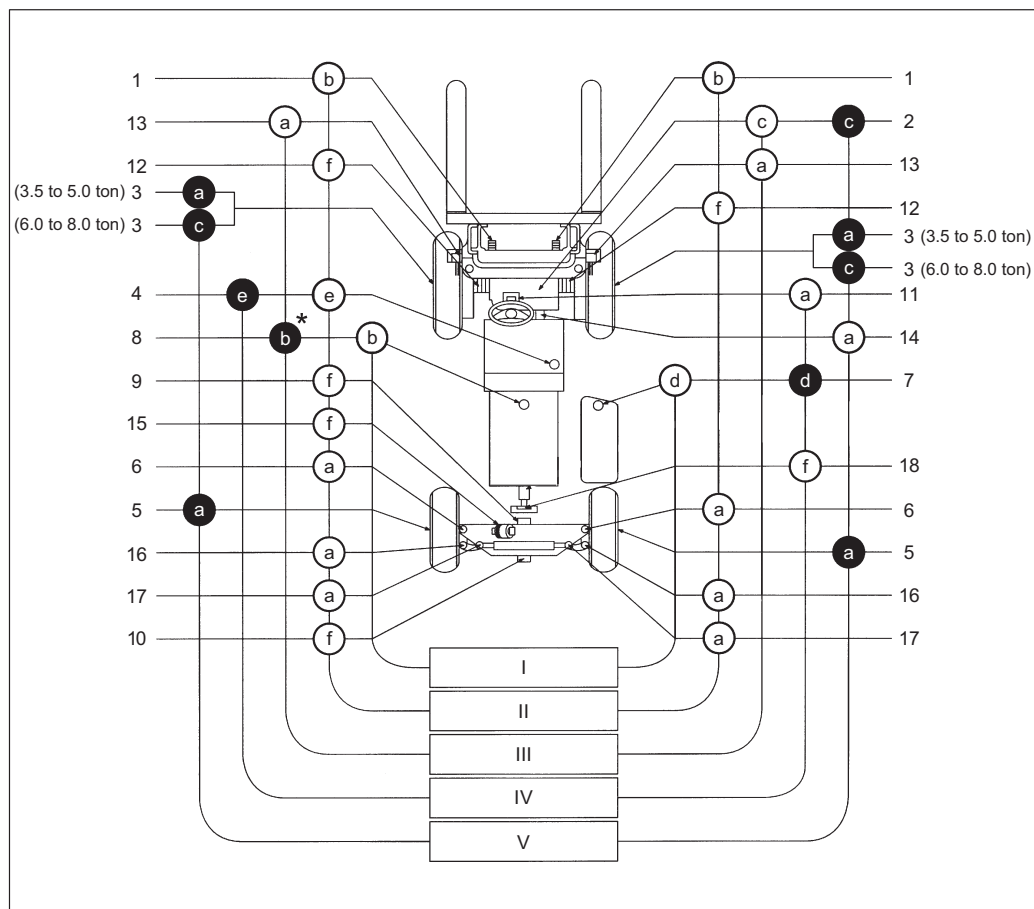 1 b b 1
13 a c c 2
12 f a 13
(3.5 to 5.0 ton) 3 a f 12
(6.0 to 8.0 ton) 3 c a 3 (3.5 to 5.0 ton)
c 3 (6.0 to 8.0 ton)
4 e e a 11
8 b * b a 14
9 f d d 7
15 f
6 a f 18
5 a a 6
16 a a 5
17 a a 16
10 f a 17
I
II
III
IV
V